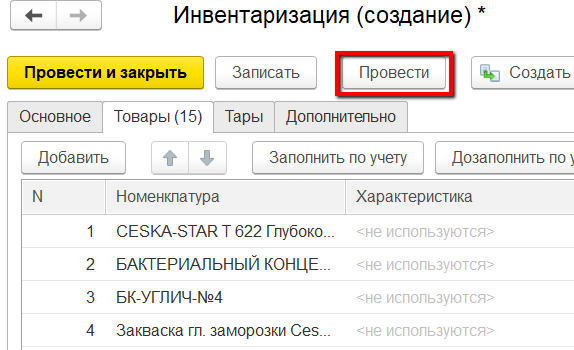 Инвентаризация (создание) *
Провести и закрыть Записать Провести Создать
Основное Товары (15) Тары Дополнительно
Добавить Заполнить по учету Дозаполнить по у
N Номенклатура Характеристика
1 CESKA-STAR T 622 Глубоко... <не используются>
2 БАКТЕРИАЛЬНЫЙ КОНЦЕ... <не используются>
3 БК-УГЛИЧ-№4 <не используются>
4 Закваска гл. заморозки Ces... <не используются>